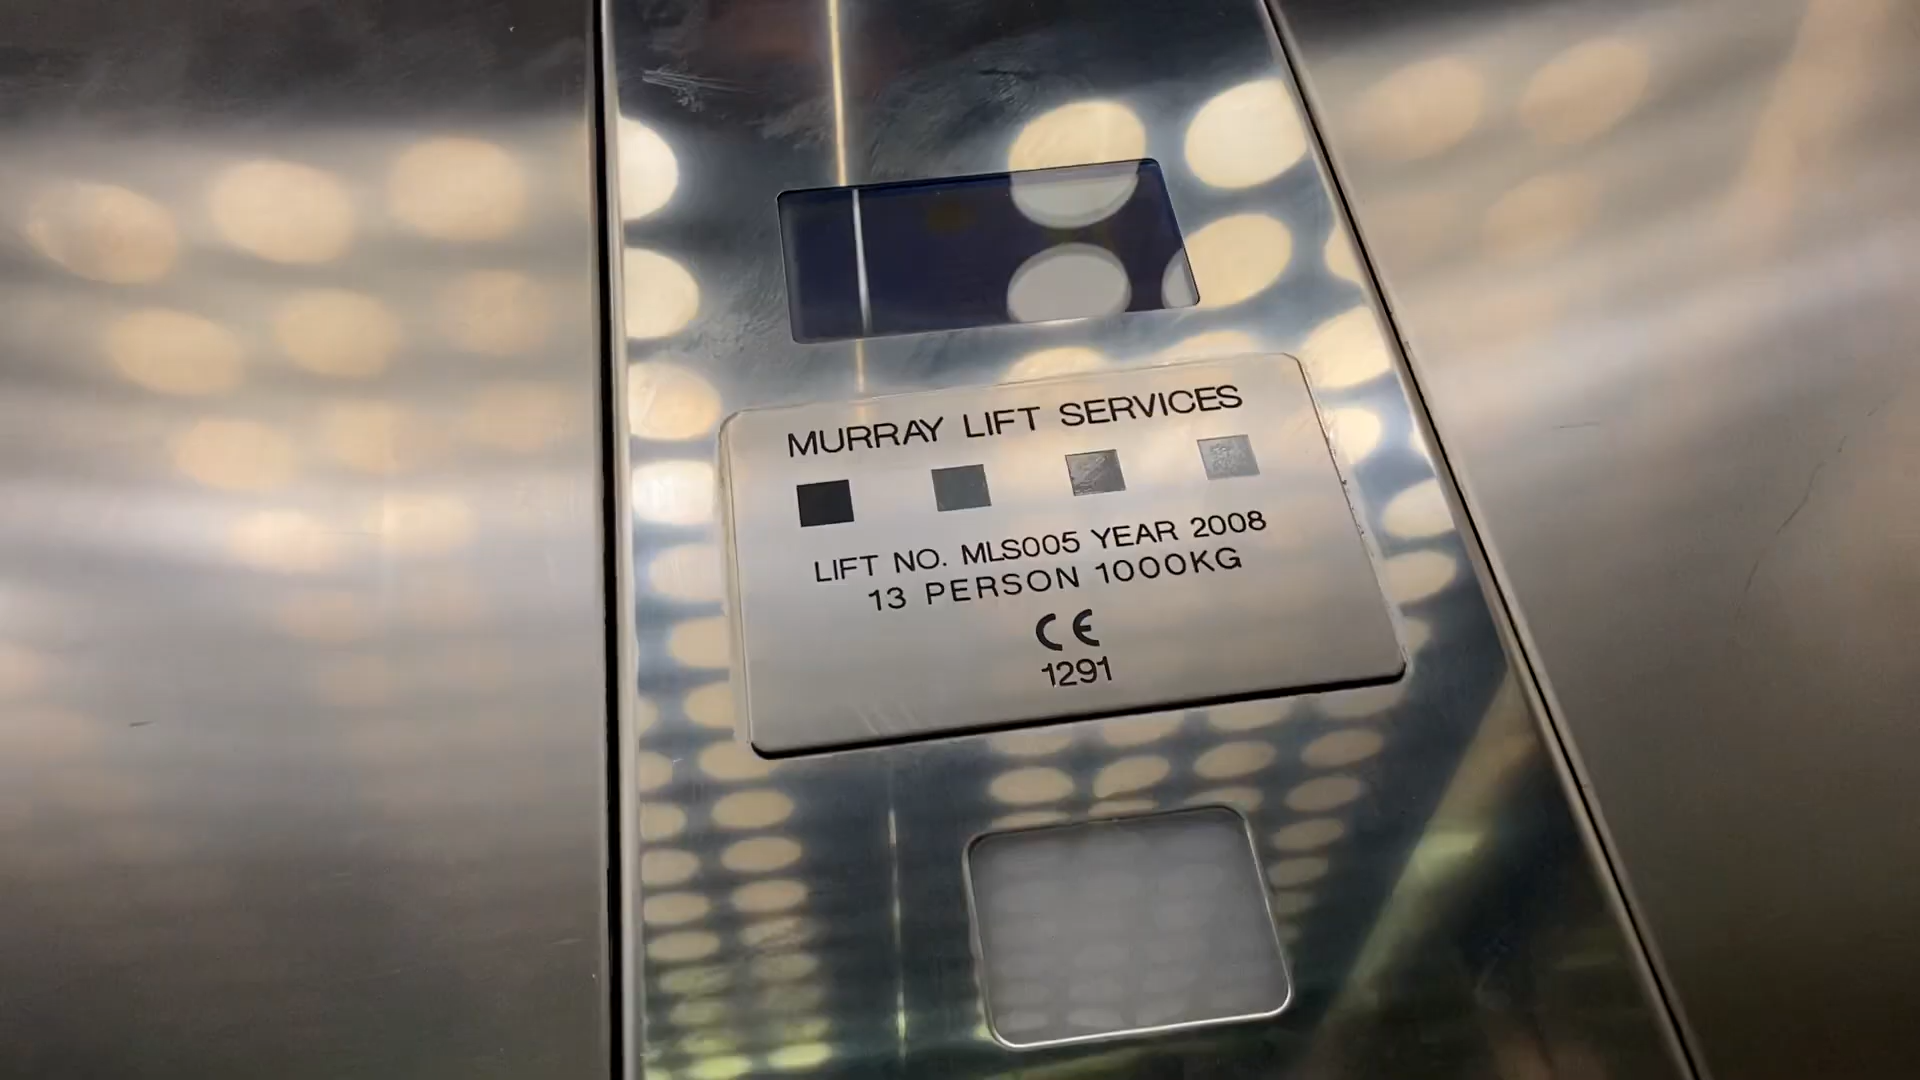 MURRAY LIFT SERVICES
LIFT NO. MLS005 YEAR 2008
13 PERSON 1000KG
CE
1291